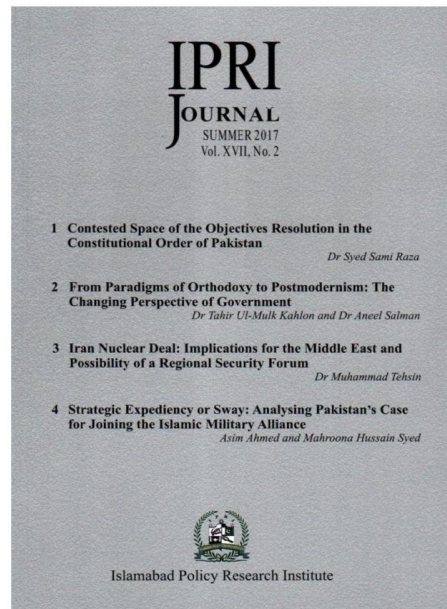 IPRI
JOURNAL
SUMMER 2017
Vol. XVII, No. 2
1 Contested Space of the Objectives Resolution in the
Constitutional Order of Pakistan
Dr Syed Sami Raza
2 From Paradigms of Orthodoxy to Postmodernism: The
Changing Perspective of Government
Dr Tahir Ul-Mulk Kahlon and Dr Aneel Salman
3 Iran Nuclear Deal: Implications for the Middle East and
Possibility of a Regional Security Forum
Dr Muhammad Tehsin
4 Strategic Expediency or Sway: Analysing Pakistan's Case
for Joining the Islamic Military Alliance
Asim Ahmed and Mahroona Hussain Syed
Islamabad Policy Research Institute